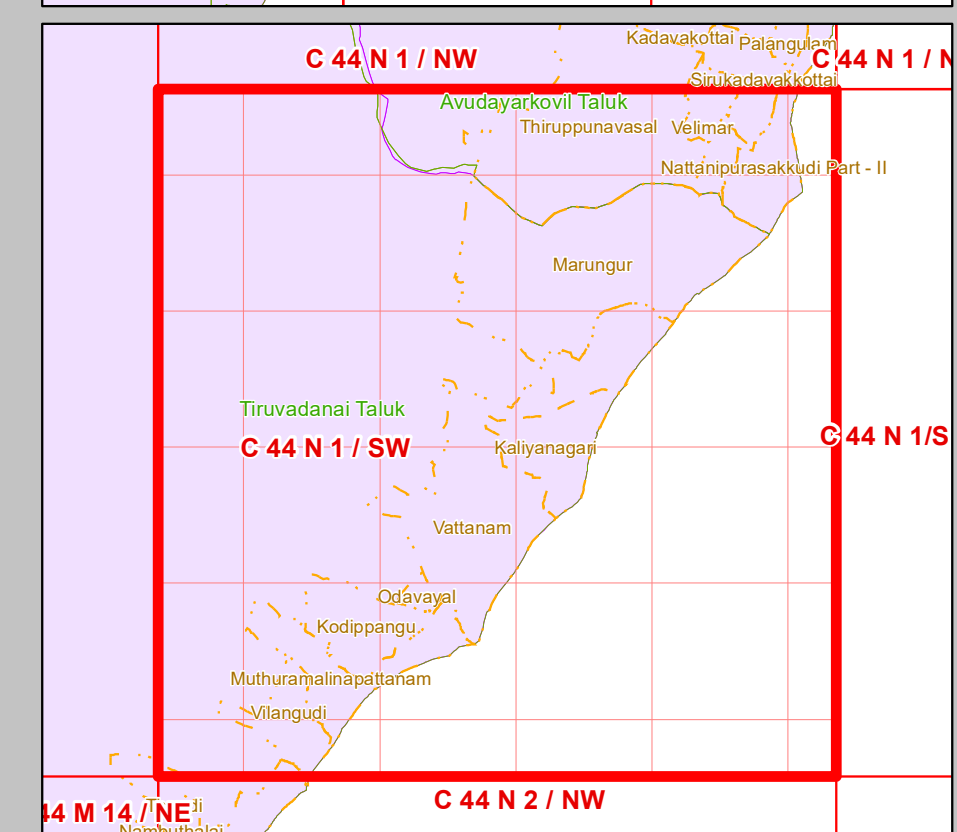 Kadavakottai Palangulam
C 44 N 1 / NW
C 44 N 1 / N
Sirukadavakkottai
Avudayarkovil Taluk
Thiruppunavasal Velimar
Nattanipurasakkudi Part - II
Marungur
Tiruvadanai Taluk
C 44 N 1 / SW
C 44 N 1/S
Kaliyanagari
Vattanam
Odavayal
Kodippangu
Muthuramalinapattanam
Vilangudi
C 44 N 2 / NW
44 M 14 / NE
Nambuthalai